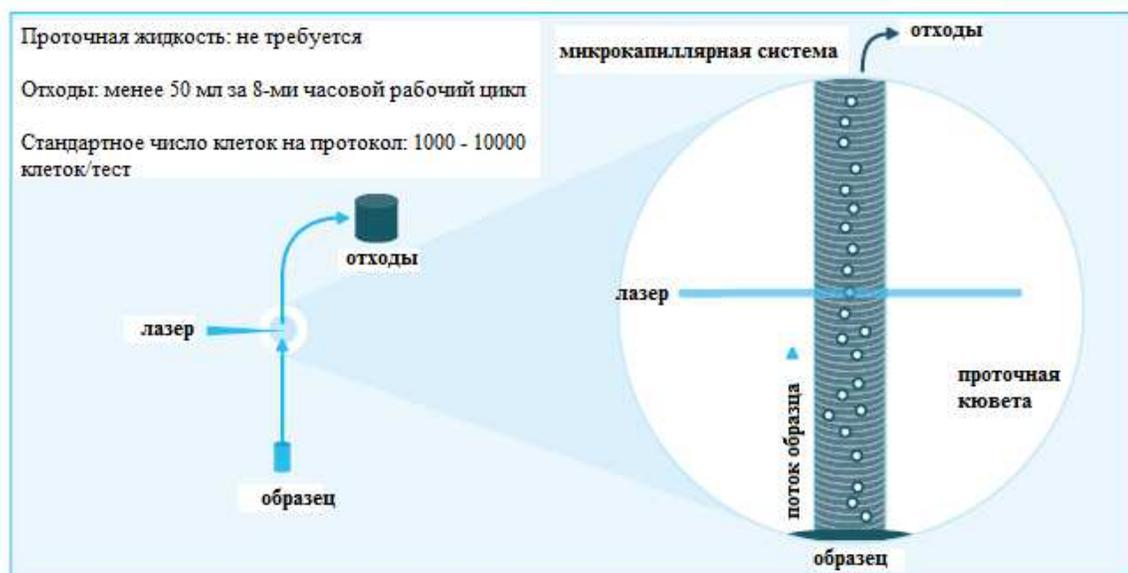 Проточная жидкость: не требуется
Отходы: менее 50 мл за 8-ми часовой рабочий цикл
Стандартное число клеток на протокол: 1000 - 10000
клеток/тест
отходы
лазер
образец
микрокапиллярная система
отходы
лазер
поток образца
проточная
кювета
образец